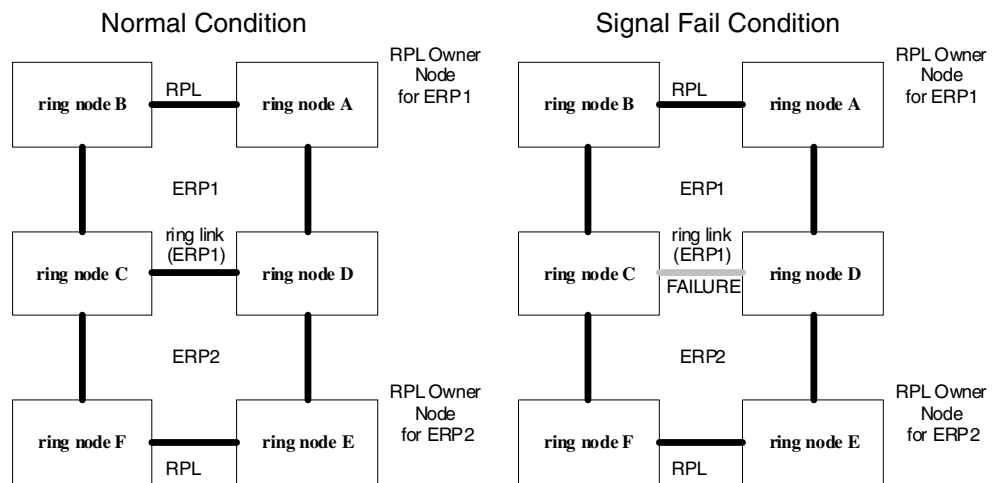 Normal Condition
RPL Owner
Node
for ERP1
ring node B
RPL
ring node A
ERP1
ring link
(ERP1)
ring node C
ring node D
ERP2
RPL Owner
Node
for ERP2
ring node F
RPL
ring node E
Signal Fail Condition
RPL Owner
Node
for ERP1
ring node B
RPL
ring node A
ERP1
ring link
(ERP1)
ring node C
FAILURE
ring node D
ERP2
RPL Owner
Node
for ERP2
ring node F
RPL
ring node E